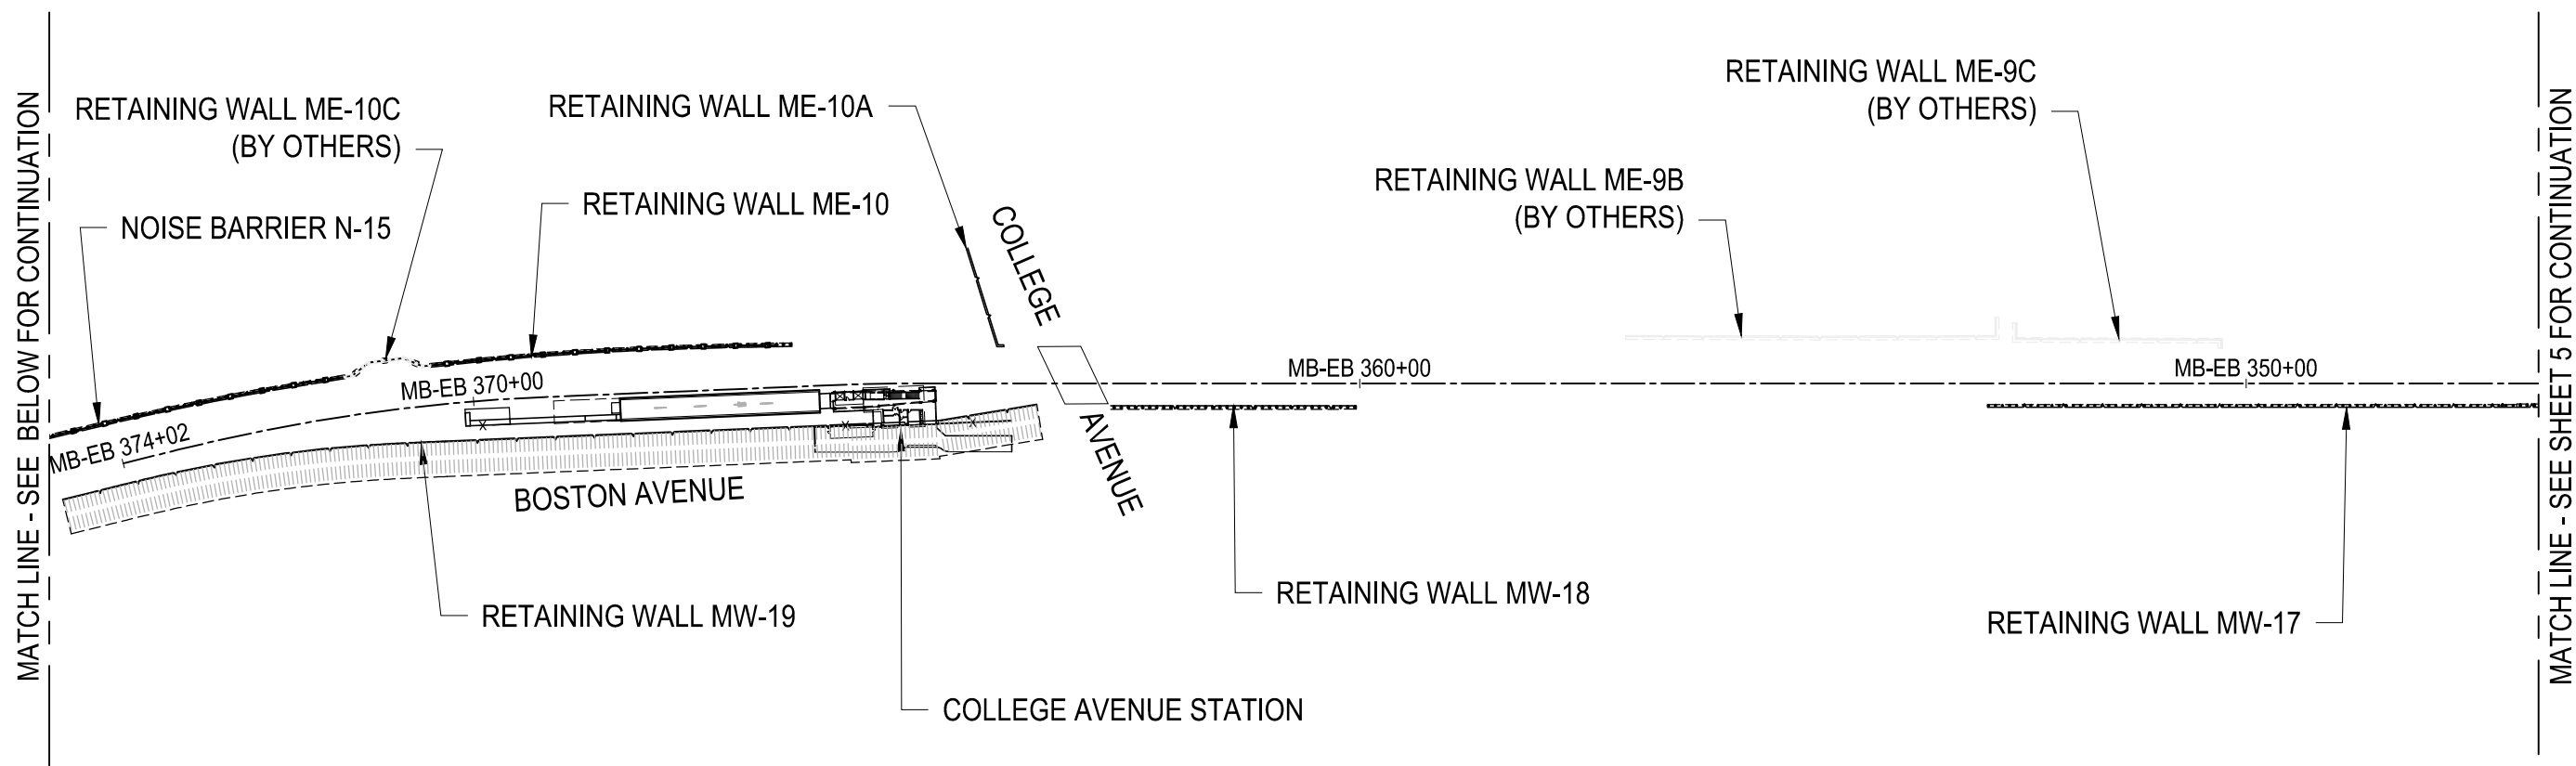 MATCH LINE - SEE BELOW FOR CONTINUATION
RETAINING WALL ME-10C
(BY OTHERS)
NOISE BARRIER N-15
RETAINING WALL ME-10A
RETAINING WALL ME-10
COLLEGE
AVENUE
RETAINING WALL ME-9C
(BY OTHERS)
RETAINING WALL ME-9B
(BY OTHERS)
MB-EB 374+02
MB-EB 370+00
MB-EB 360+00
MB-EB 350+00
X
X
X
BOSTON AVENUE
RETAINING WALL MW-19
RETAINING WALL MW-18
RETAINING WALL MW-17
COLLEGE AVENUE STATION
MATCH LINE - SEE SHEET 5 FOR CONTINUATION